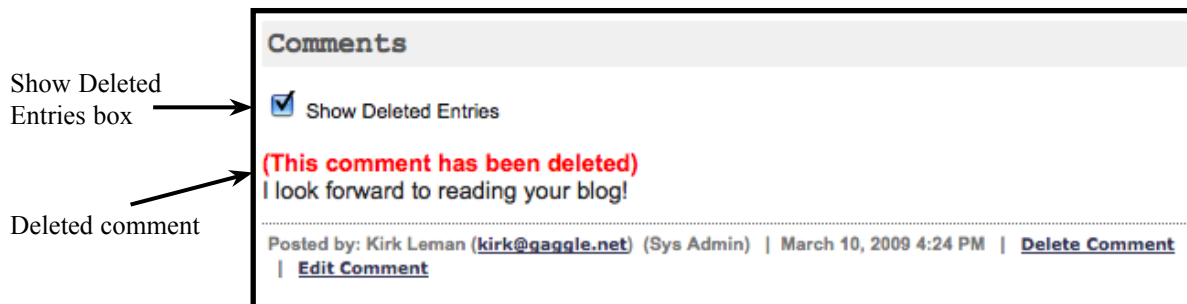 Comments
Show Deleted
Entries box
Show Deleted Entries
(This comment has been deleted)
I look forward to reading your blog!
Deleted comment
Posted by: Kirk Leman (kirk@gaggle.net) (Sys Admin) | March 10, 2009 4:24 PM | Delete Comment
| Edit Comment